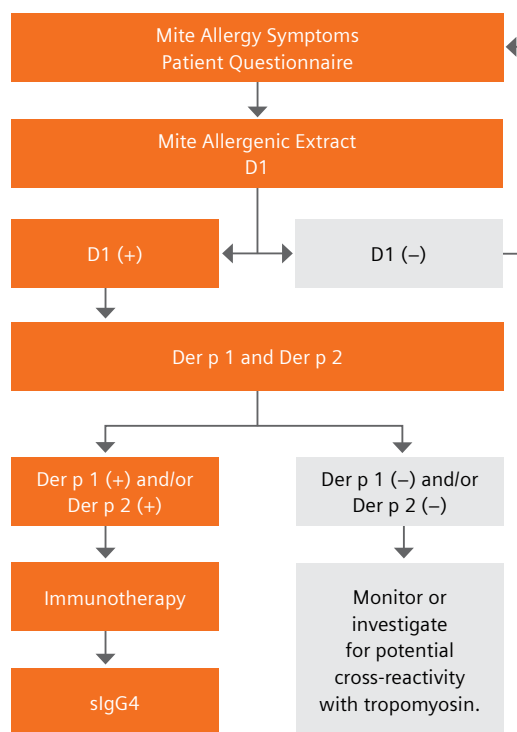 Mite Allergy Symptoms
Patient Questionnaire
Mite Allergenic Extract
D1
D1 (+)
D1 (–)
Der p 1 and Der p 2
Der p 1 (+) and/or
Der p 2 (+)
Der p 1 (–) and/or
Der p 2 (–)
Immunotherapy
sIgG4
Monitor or
investigate
for potential
cross-reactivity
with tropomyosin.